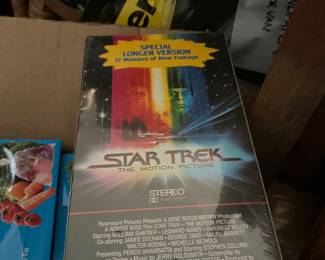 SPECIAL
LONGER VERSION
12 Minutes of New Footage
STAR TREK
THE MOTION PICTURE
STEREO
Paramount Pictures Presents A GENE RODDENBERRY Production
A ROBERT WISE Film STAR TREK-THE MOTION PICTURE
Starring WILLIAM SHATNER LEONARD NIMOY DeFOREST KELLEY
Co-starring JAMES DOOHAN GEORGE TAKEI MAJEL BARRETT
WALTER KOENIG NICHELLE NICHOLS
Presenting PERSIS KHAMBATTA and Starring STEPHEN COLLINS
Music by JERRY GOLDSMITH Screenplay by